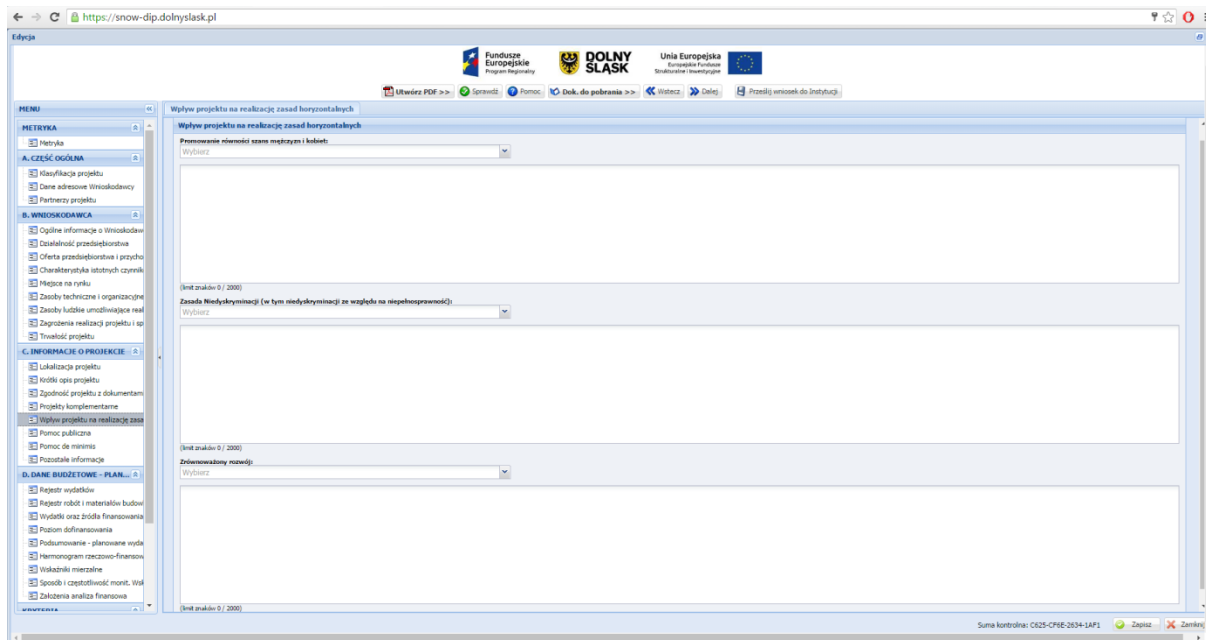 https://snow-dip.dolnyslask.pl
Edycja
Fundusze
Europejskie
Program Regionalny
DOLNY
ŚLĄSK
Unia Europejska
Europejskie Fundusze
Strukturalne i Inwestycyjne
Utwórz PDF >> Sprawdź Pomoc Dok. do pobrania >> Wstecz Dalej Prześlij wniosek do Instytucji
MENU
METRYKA
Metryka
A. CZĘŚĆ OGÓLNA
Klasyfikacja projektu
Dane adresowe Wnioskodawcy
Partnerzy projektu
B. WNIOSKODAWCA
Ogólne informacje o Wnioskodaw
Działalność przedsiębiorstwa
Oferta przedsiębiorstwa i przycho
Charakterystyka istotnych czynnik
Miejsce na rynku
Zasoby techniczne i organizacyjne
Zasoby ludzkie umożliwiające real
Zagrożenia realizacji projektu i sp
Trwałość projektu
C. INFORMACJE O PROJEKCIE
Lokalizacja projektu
Krótki opis projektu
Zgodność projektu z dokumentam
Projekty komplementarne
Wpływ projektu na realizację zasa
Pomoc publiczna
Pomoc de minimis
Pozostałe informacje
D. DANE BUDŻETOWE – PLAN...
Rejestr wydatków
Rejestr robót i materiałów budow
Wydatki oraz źródła finansowania
Poziom dofinansowania
Podsumowanie - planowane wyda
Harmonogram rzeczowo-finansow
Wskaźniki mierzalne
Sposób i częstotliwość monit. Wsk
Założenia analiza finansowa
KRYTERIA
Wpływ projektu na realizację zasad horyzontalnych
Wpływ projektu na realizację zasad horyzontalnych
Promowanie równości szans mężczyzn i kobiet:
Wybierz
(limit znaków 0 / 2000)
Zasada Niedyskryminacji (w tym niedyskryminacji ze względu na niepełnosprawność):
Wybierz
(limit znaków 0 / 2000)
Zrównoważony rozwój:
Wybierz
(limit znaków 0 / 2000)
Suma kontrolna: C625-CF6E-2634-1AF1 Zapisz Zamknij